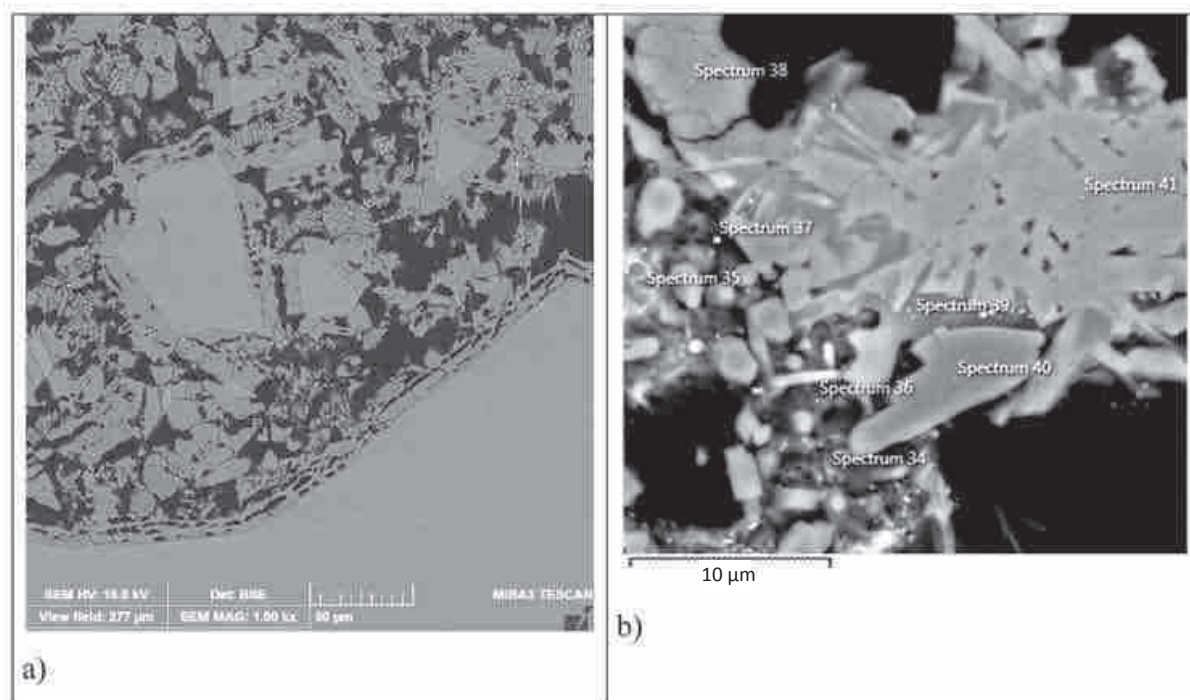 SEM HV: 15.0 kV Det: BSE MIRA3 TESCAN
View field: 277 µm SEM MAG: 1.00 kx 50 µm
a)
Spectrum 38
Spectrum 41
Spectrum 37
Spectrum 35
Spectrum 39
Spectrum 40
Spectrum 36
Spectrum 34
10 µm
b)